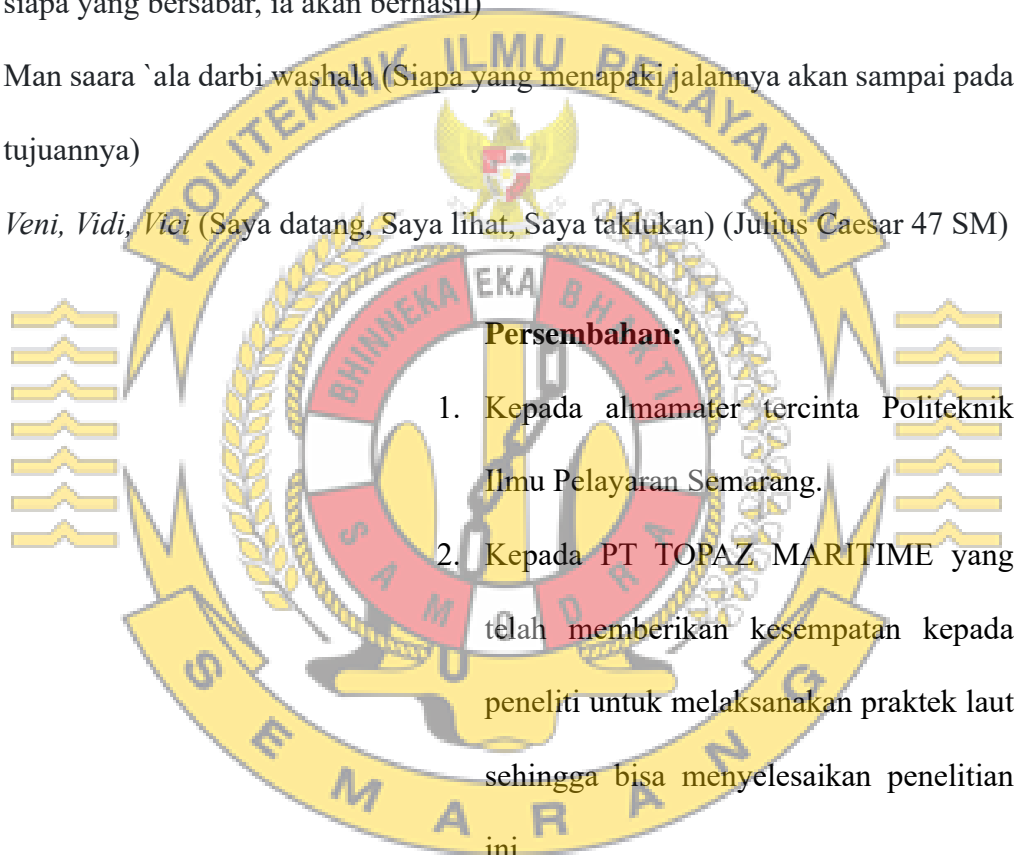 siapa yang bersabar, ia akan berhasil)
Man saara `ala darbi washala (Siapa yang menapaki jalannya akan sampai pada
tujuannya)
Veni, Vidi, Vici (Saya datang, Saya lihat, Saya taklukan) (Julius Caesar 47 SM)
Persembahan:
1. Kepada almamater tercinta Politeknik
Ilmu Pelayaran Semarang.
2. Kepada PT TOPAZ MARITIME yang
telah memberikan kesempatan kepada
peneliti untuk melaksanakan praktek laut
sehingga bisa menyelesaikan penelitian
ini
POLITEKNIK ILMU PELAYARAN
BHINNEKA EKA BHAKTI
SAMODRA
SEMARANG